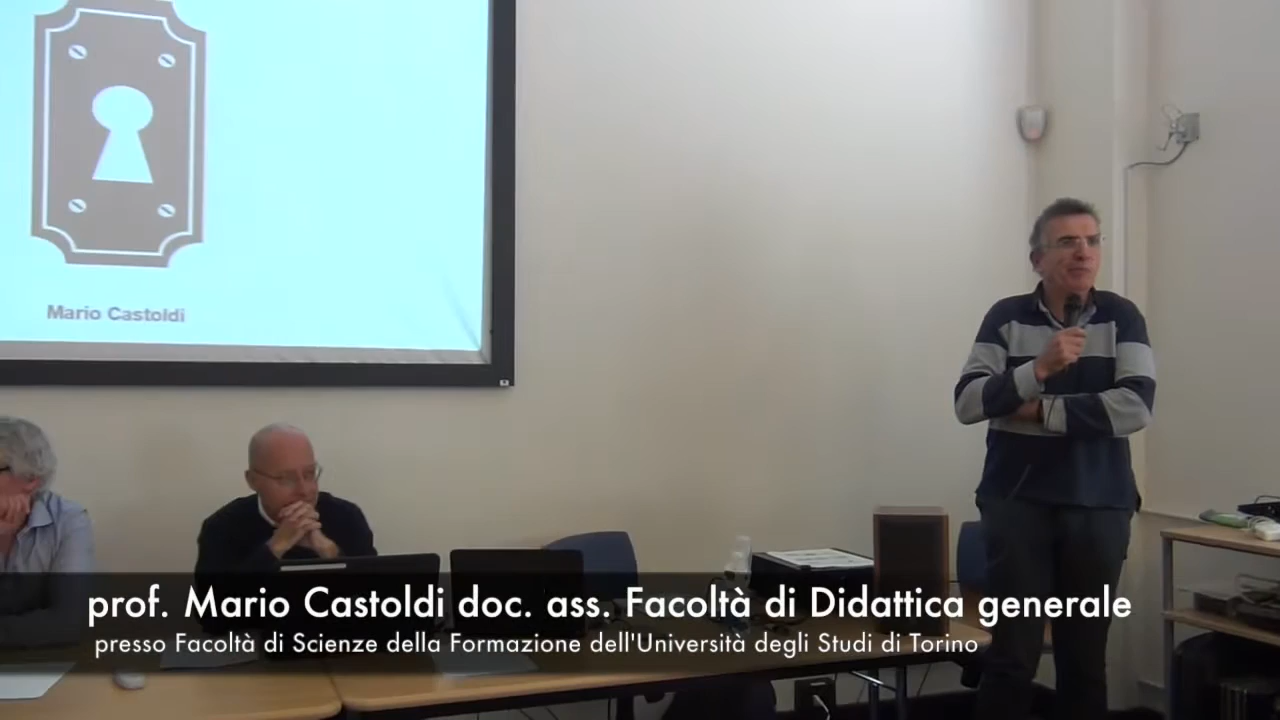 Mario Castoldi
prof. Mario Castoldi doc. ass. Facoltà di Didattica generale
presso Facoltà di Scienze della Formazione dell'Università degli Studi di Torino